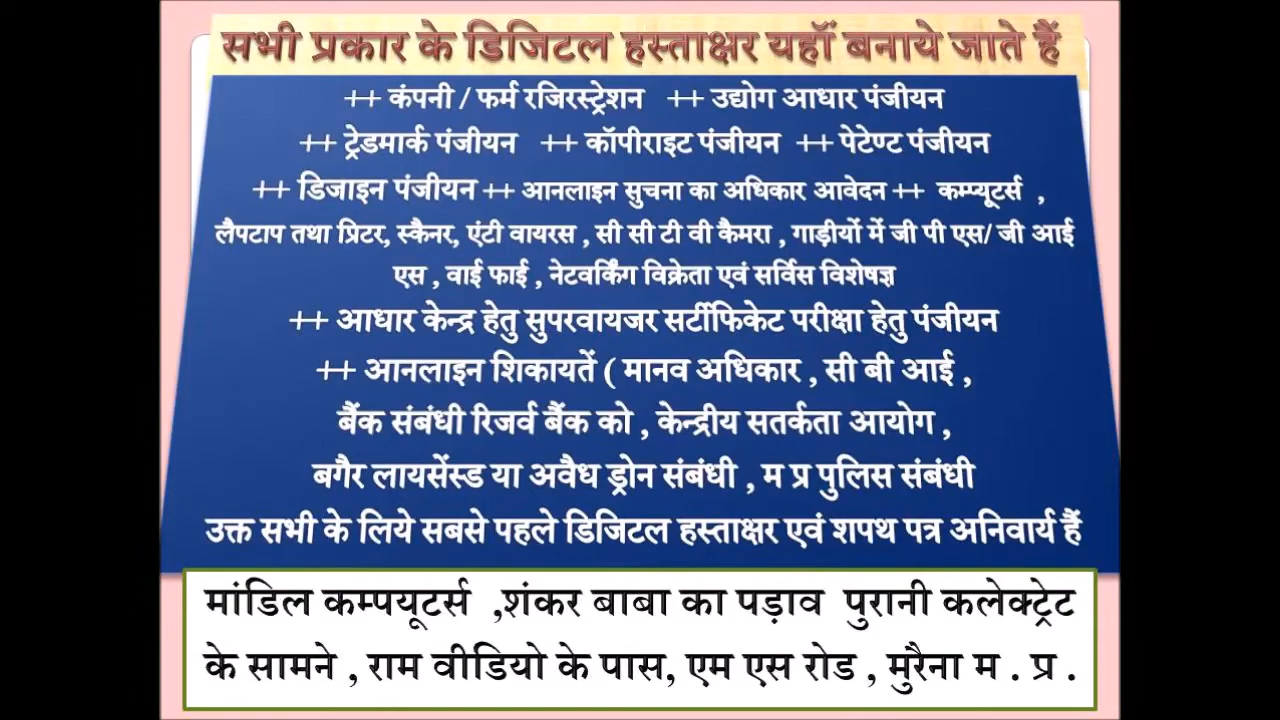 सभी प्रकार के डिजिटल हस्ताक्षर यहॉं बनाये जाते हैं
++ कंपनी / फर्म रजिरस्ट्रेशन ++ उद्योग आधार पंजीयन
++ ट्रेडमार्क पंजीयन ++ कॉपीराइट पंजीयन ++ पेटेण्ट पंजीयन
++ डिजाइन पंजीयन ++ आनलाइन सुचना का अधिकार आवेदन ++ कम्प्यूटर्स ,
लैपटाप तथा प्रिटर, स्कैनर, एंटी वायरस , सी सी टी वी कैमरा , गाड़ीयों में जी पी एस/ जी आई
एस , वाई फाई , नेटवर्किंग विक्रेता एवं सर्विस विशेषज्ञ
++ आधार केन्द्र हेतु सुपरवायजर सर्टीफिकेट परीक्षा हेतु पंजीयन
++ आनलाइन शिकायतें ( मानव अधिकार , सी बी आई ,
बैंक संबंधी रिजर्व बैंक को , केन्द्रीय सतर्कता आयोग ,
बगैर लायसेंस्ड या अवैध ड्रोन संबंधी , म प्र पुलिस संबंधी
उक्त सभी के लिये सबसे पहले डिजिटल हस्ताक्षर एवं शपथ पत्र अनिवार्य हैं
मांडिल कम्पयूटर्स ,शंकर बाबा का पड़ाव पुरानी कलेक्ट्रेट
के सामने , राम वीडियो के पास, एम एस रोड , मुरैना म . प्र .